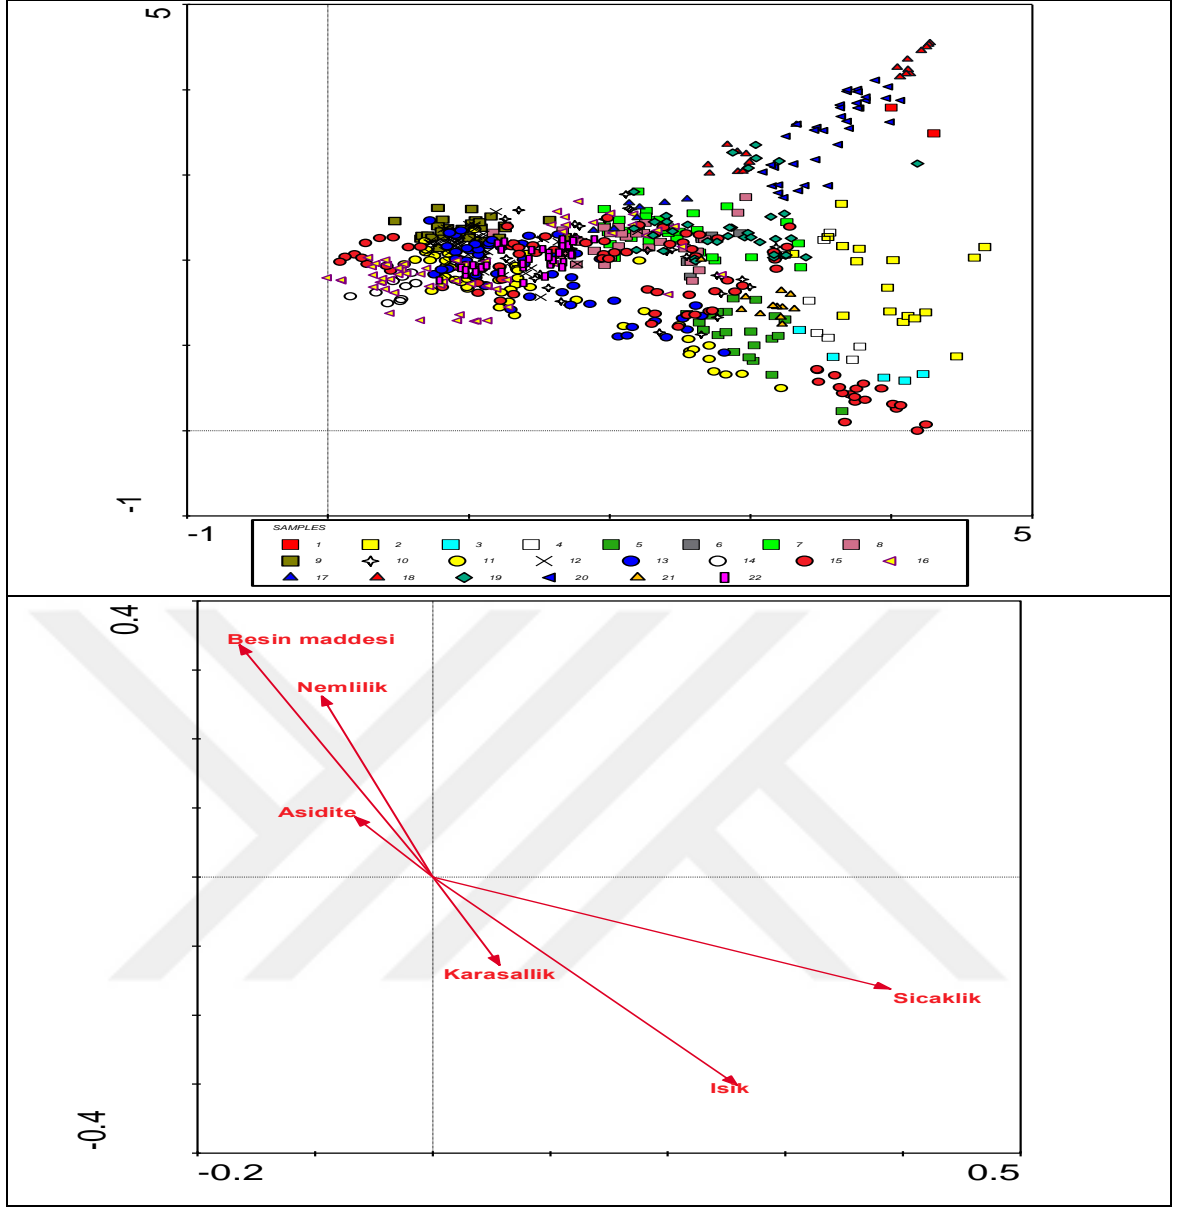 5
-1
-1 5
SAMPLES
1 2 3 4 5 6 7 8
9 10 11 12 13 14 15 16
17 18 19 20 21 22
0.4
Besin maddesi
Nemlilik
Asidite
Karasallik
Sicaklik
Isik
-0.4
-0.2 0.5